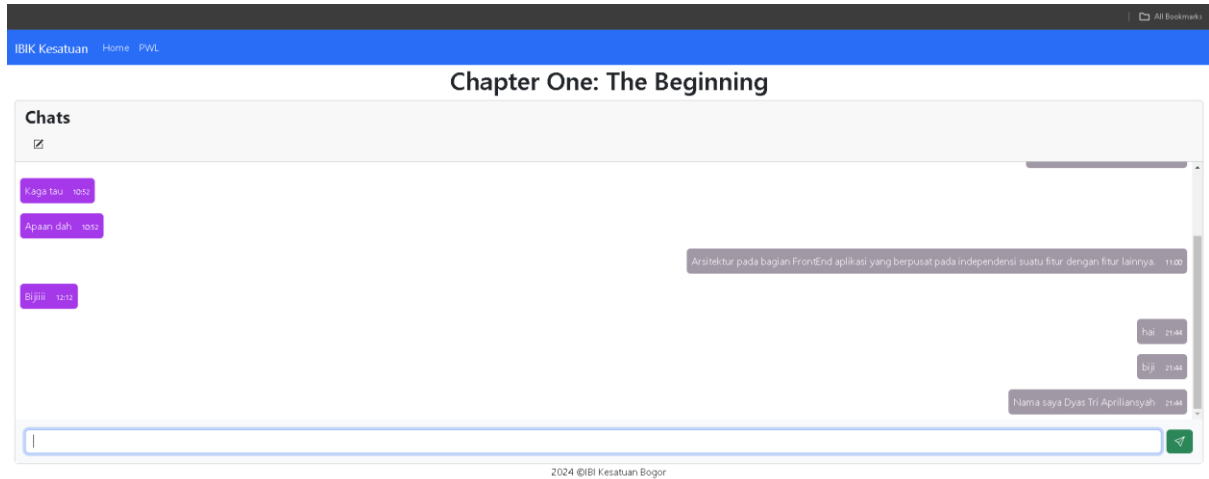 All Bookmarks
IBIK Kesatuan Home PWL
Chapter One: The Beginning
Chats
Kaga tau 10:52
Apaan dah 10:52
Arsitektur pada bagian FrontEnd aplikasi yang berpusat pada independensi suatu fitur dengan fitur lainnya. 11:00
Bijiiii 12:12
hai 21:44
biji 21:44
Nama saya Dyas Tri Apriliansyah 21:44
2024 ©IBI Kesatuan Bogor